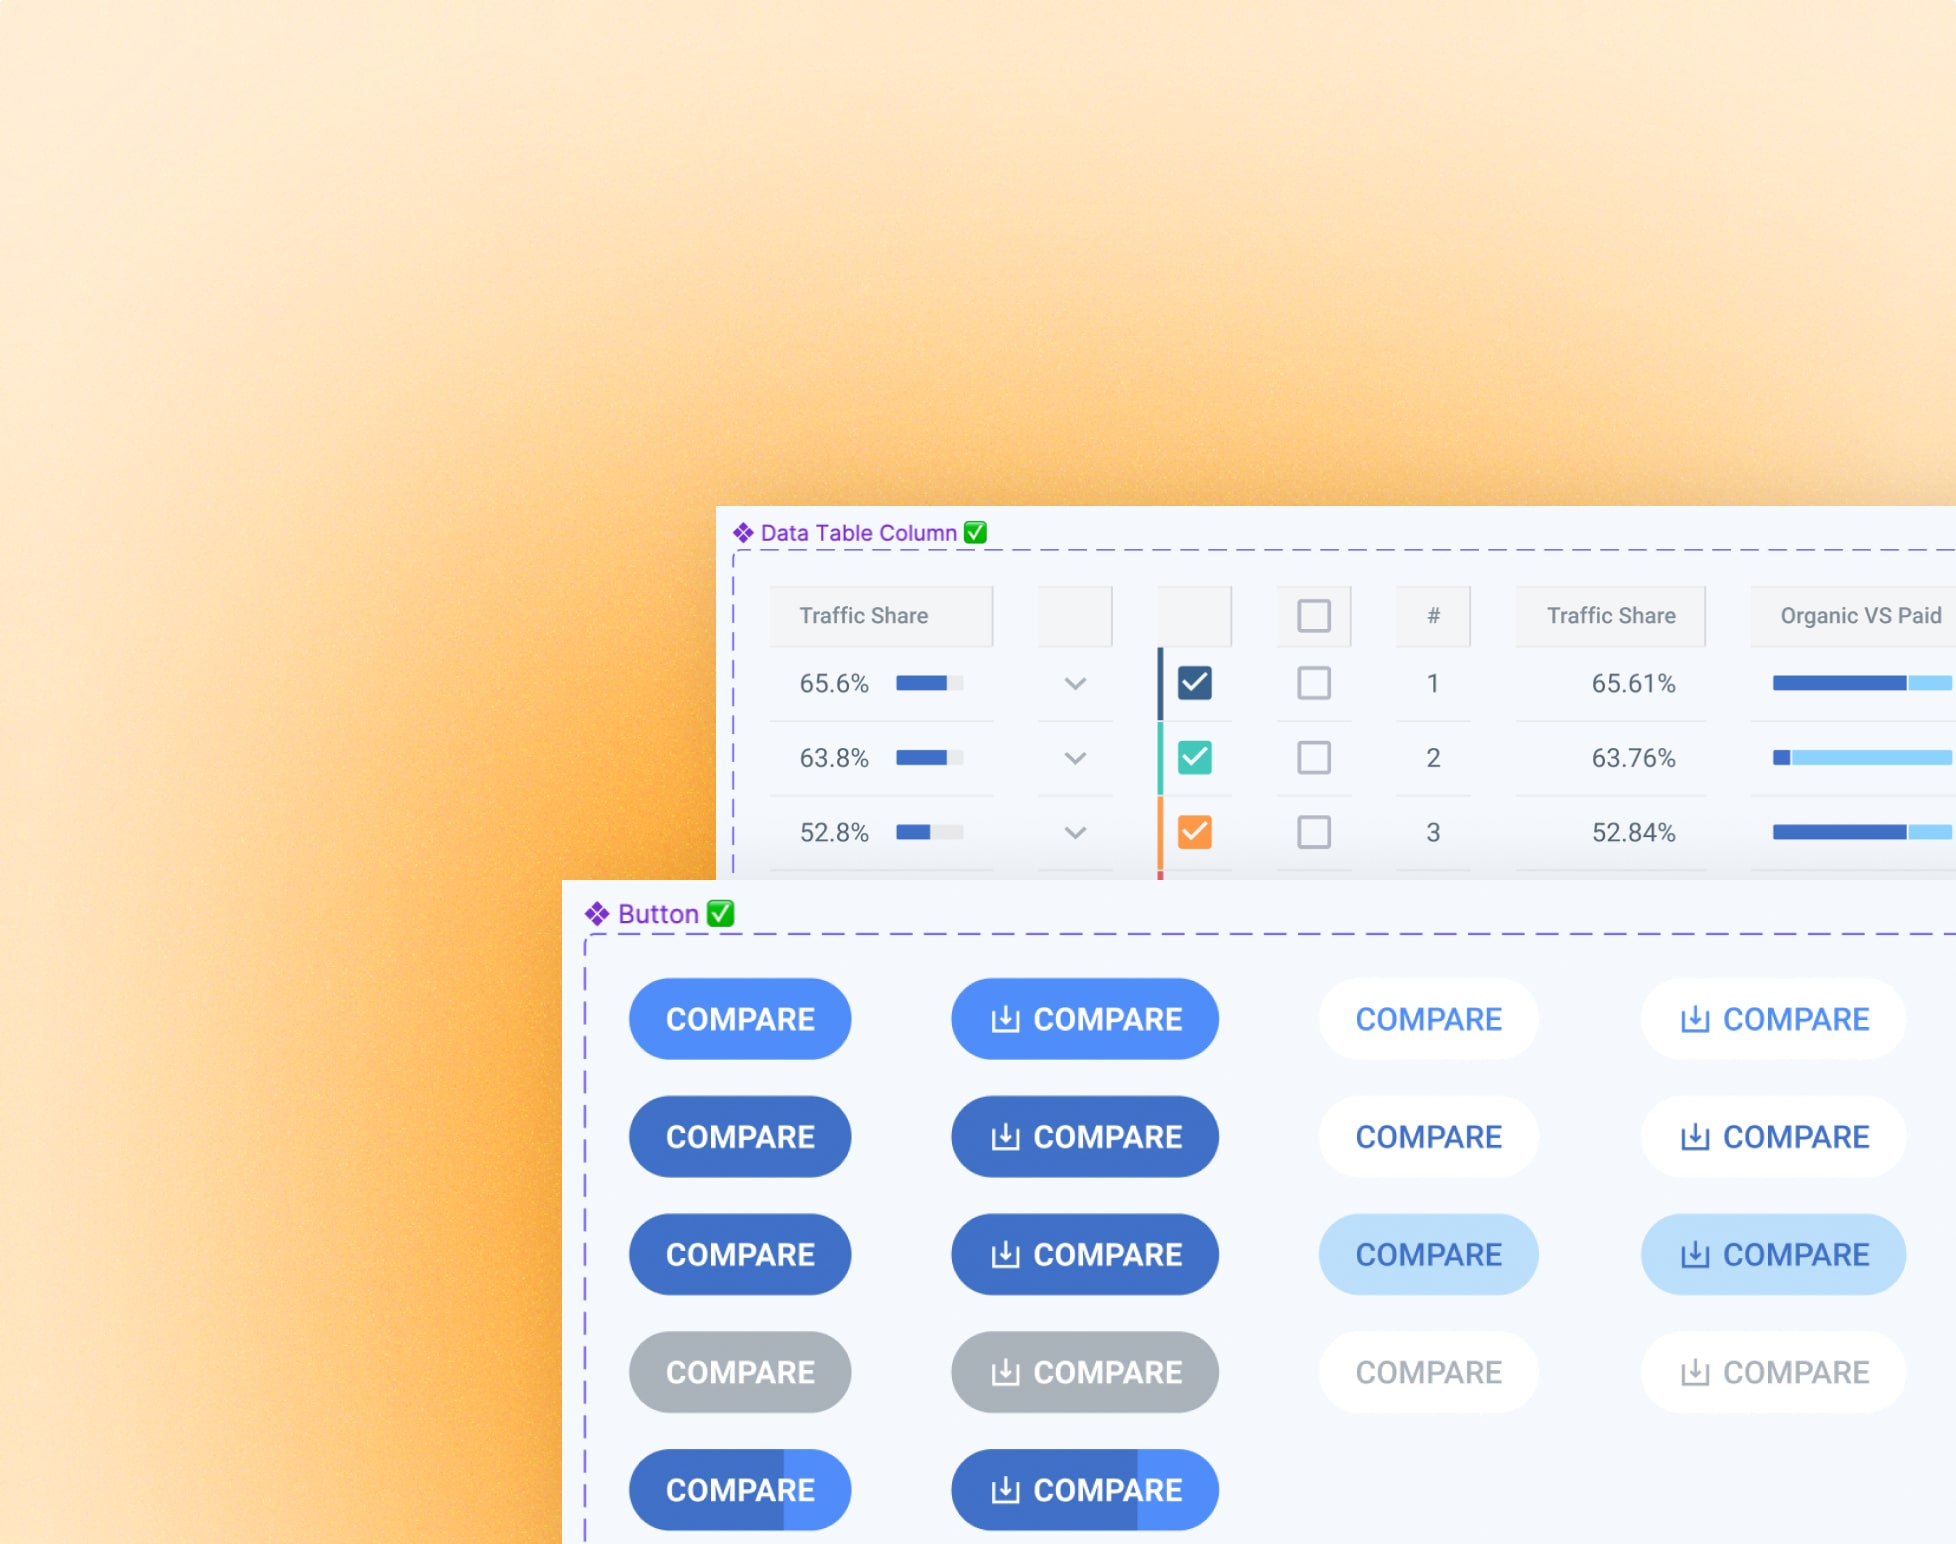 Data Table Column ✅
Traffic Share # Traffic Share Organic VS Paid
65.6% 1 65.61%
63.8% 2 63.76%
52.8% 3 52.84%
Button ✅
COMPARE COMPARE COMPARE COMPARE
COMPARE COMPARE COMPARE COMPARE
COMPARE COMPARE COMPARE COMPARE
COMPARE COMPARE COMPARE COMPARE
COMPARE COMPARE